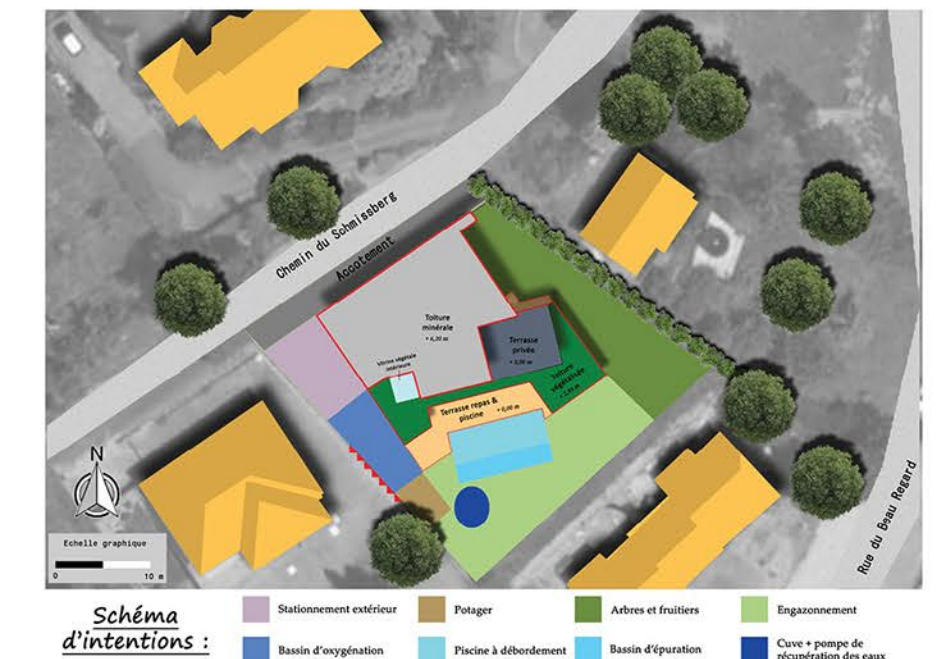 Chemin du Schmissberg
Accotement
Toiture
minérale
+ 6,20 m
Terrasse
privée
Vitrine végétale
intérieure
Toiture
végétalisée
Terrasse repas &
piscine + 0,00 m
N
Echelle graphique
0 10 m
Rue du Beau Regard
Schéma
d'intentions :
Stationnement extérieur
Potager
Arbres et fruitiers
Engazonnement
Bassin d'oxygénation
Piscine à débordement
Bassin d'épuration
Cuve + pompe de
récupération des eaux